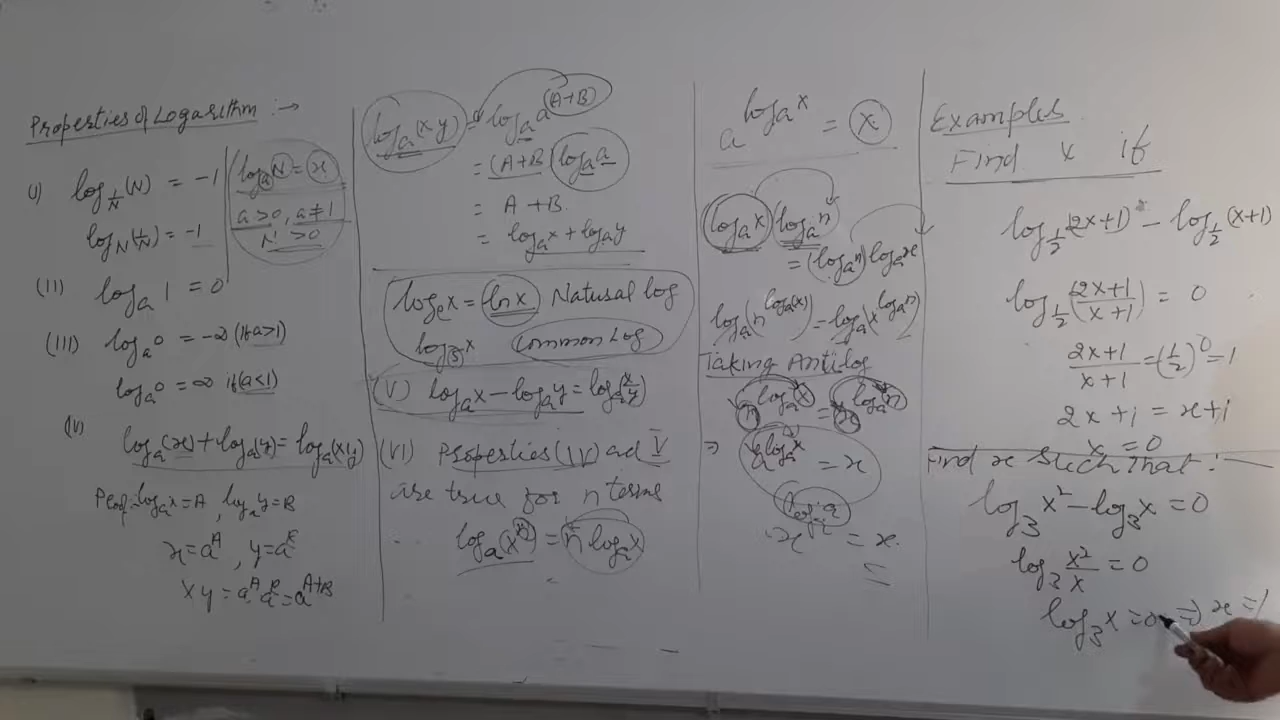 Properties of Logarithm :→
(I) log_{1/N}(N) = -1
log_N(1/N) = -1
log_a N = x
a>0, a≠1
N>0
(II) log_a 1 = 0
(III) log_a 0 = -∞ (if a>1)
log_a 0 = ∞ if (a<1)
(IV)
log_a(x) + log_a(y) = log_a(xy)
log_a x = A, log_a y = B
x = a^A, y = a^B
xy = a^A a^B = a^{A+B}
log_a(xy) = log_a a^{(A+B)}
= (A+B) log_a a
= A + B
= log_a x + log_a y
log_e x = ln x Natural log
Common Log
(V) log_a x - log_a y = log_a(x/y)
(VI) Properties (IV) ad V
are true for n terms
log_a(x^n) = n log_a x
a^{log_a x} = x
(log_a x) (log_a n)
= (log_a n) log_a x
log_a(n^{log_a(x)}) = log_a(x^{log_a n})
Taking Antilog
n^{log_a x} = x^{log_a n}
⇒ a^{log_a x} = x
x = x
Examples
Find x if
log_{1/2}(2x+1) - log_{1/2}(x+1)
log_{1/2}(2x+1/x+1) = 0
2x+1/x+1 = (1/2)^0 = 1
2x+1 = x+1
x = 0
Find x such that :—
log_3 x^2 - log_3 x = 0
log_3 x^2/x = 0
log_3 x = 0 ⇒ x = 1